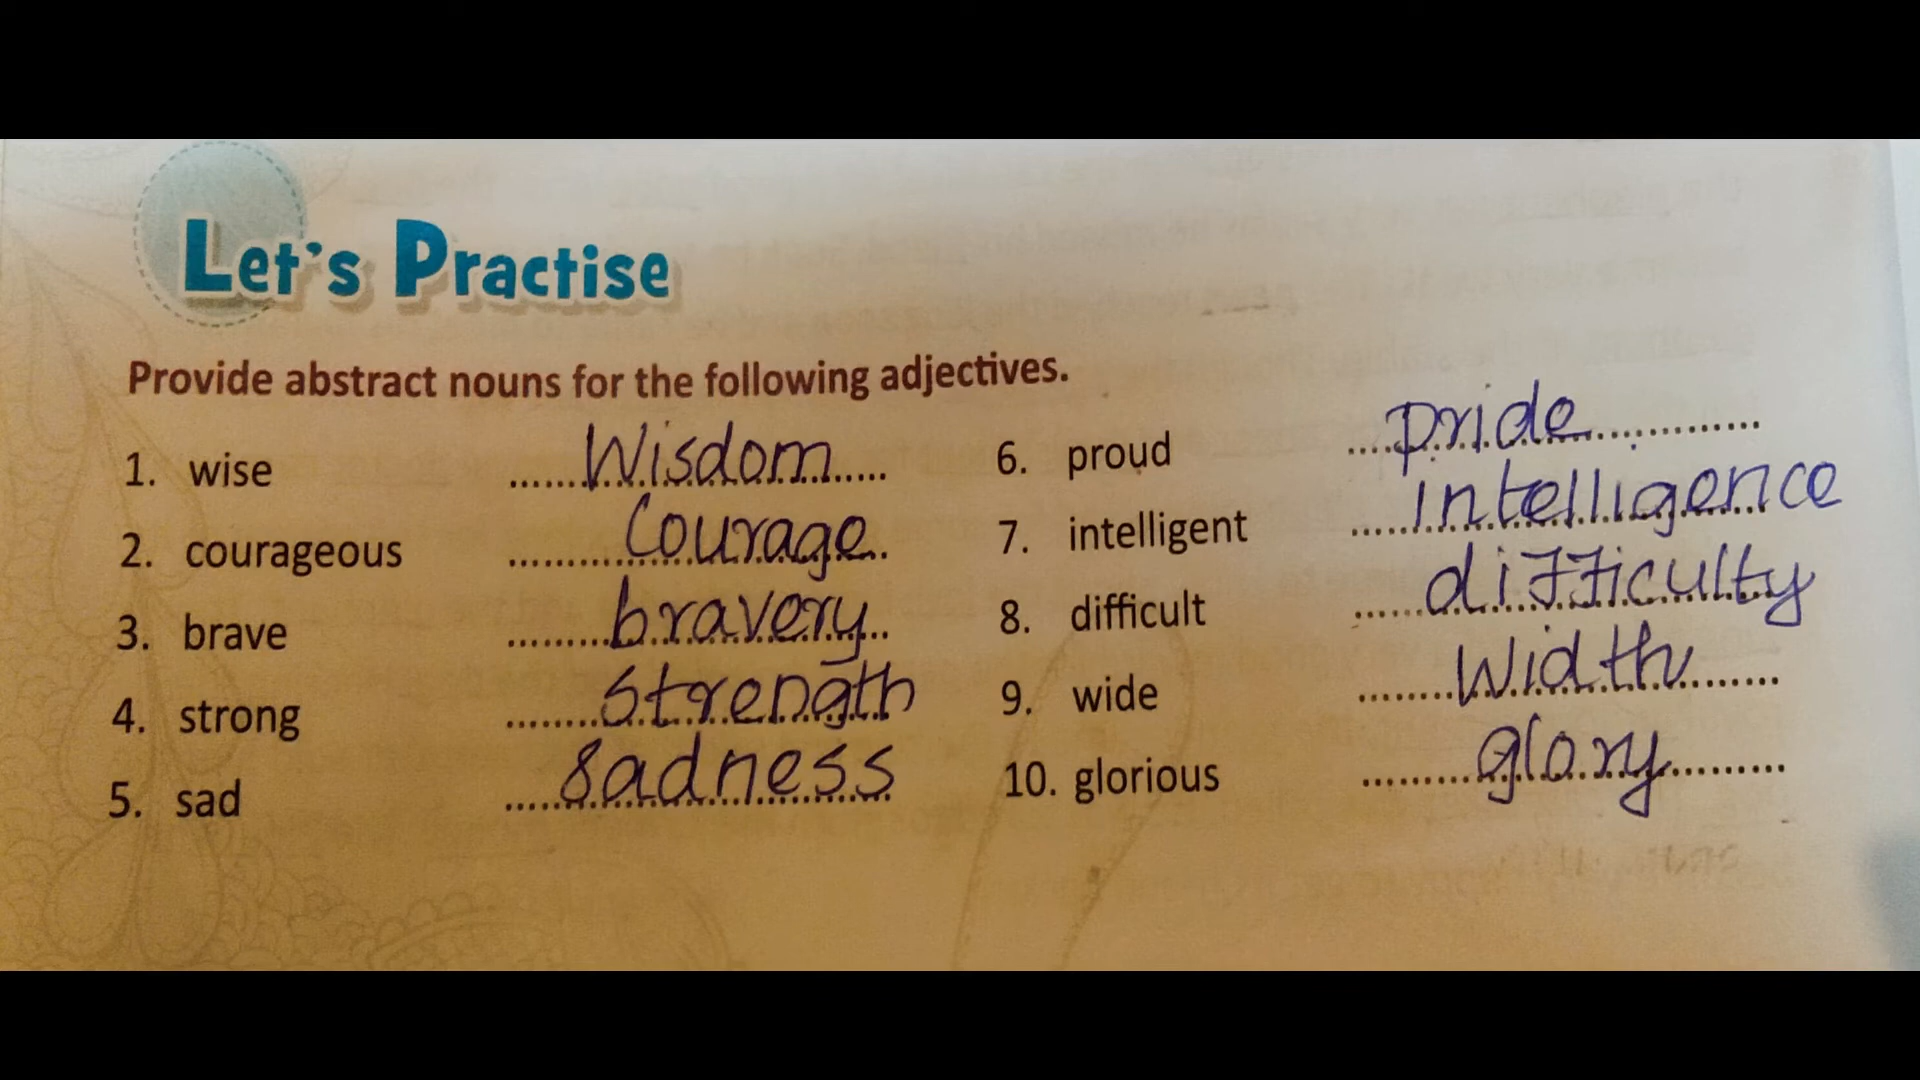 Let's Practise
Provide abstract nouns for the following adjectives.
1. wise ......Wisdom......
2. courageous ......Courage......
3. brave ......bravery......
4. strong ......Strength......
5. sad ......Sadness......
6. proud ......pride......
7. intelligent ......intelligence
8. difficult ......difficulty
9. wide ......Width......
10. glorious ......glory......